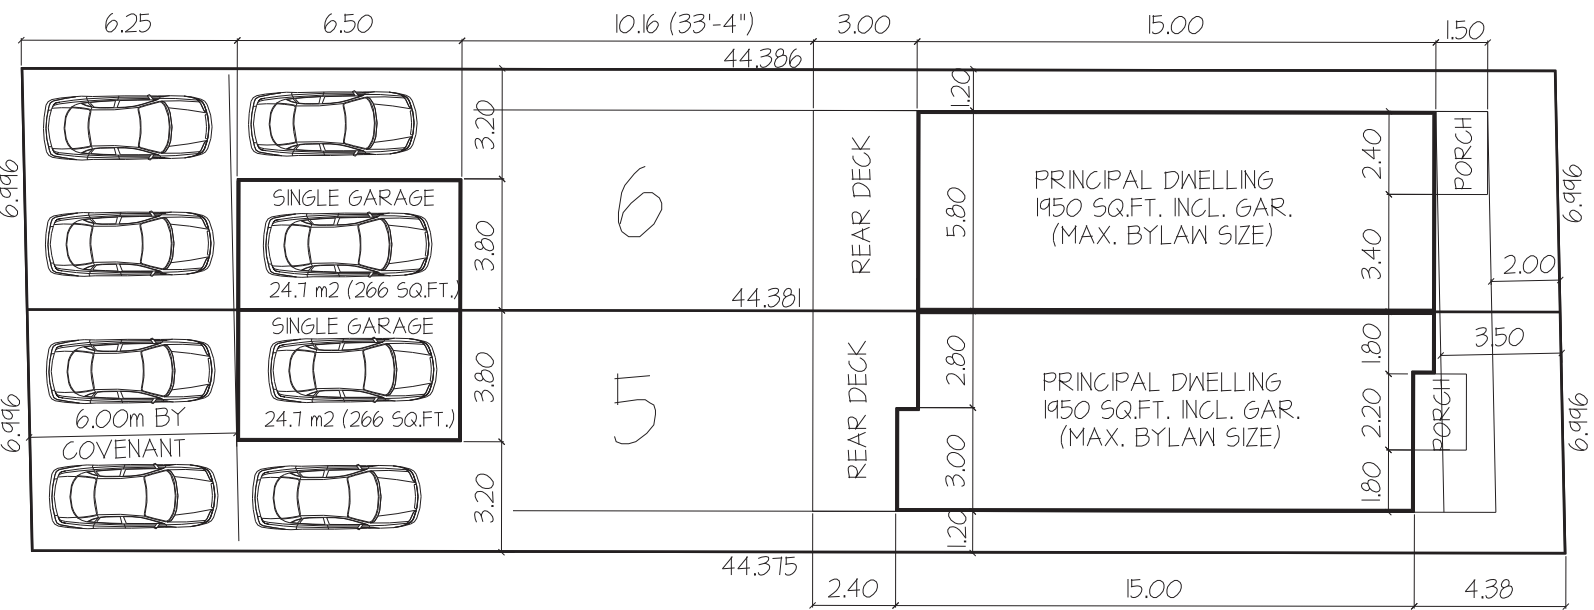 6.25
6.50
10.16 (33'-4")
3.00
15.00
1.50
44.386
1.20
3.20
2.40
PORCH
6.996
6.996
6
REAR DECK
5.80
PRINCIPAL DWELLING
1950 SQ.FT. INCL. GAR.
(MAX. BYLAW SIZE)
SINGLE GARAGE
3.80
3.40
2.00
24.7 m2 (266 SQ.FT.)
44.381
SINGLE GARAGE
3.80
5
REAR DECK
2.80
1.80
3.50
PRINCIPAL DWELLING
1950 SQ.FT. INCL. GAR.
(MAX. BYLAW SIZE)
2.20
PORCH
6.996
6.996
6.00m BY
COVENANT
24.7 m2 (266 SQ.FT.)
3.20
3.00
1.80
1.20
44.375
2.40
15.00
4.38